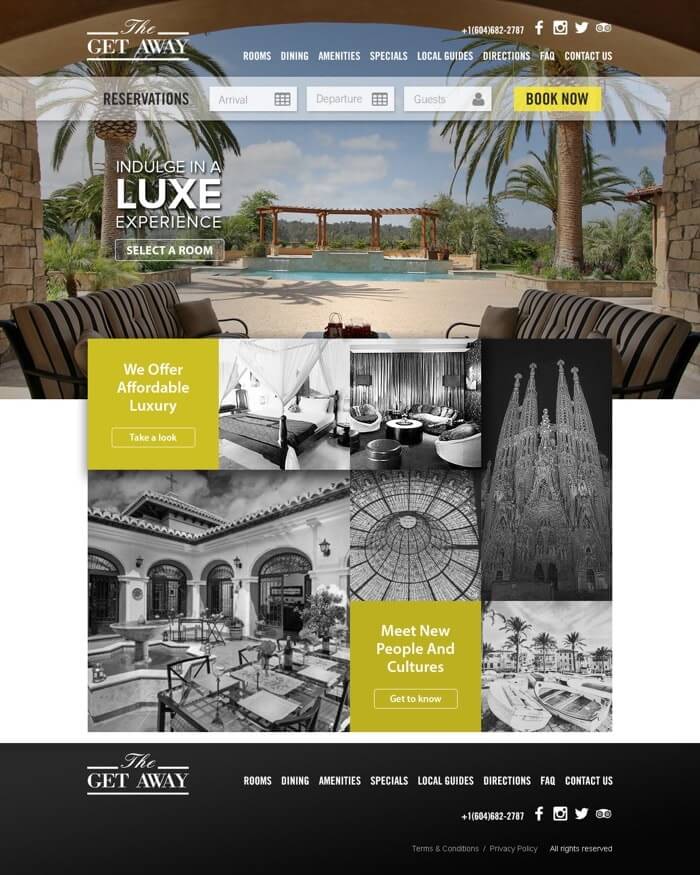 The
GET AWAY
+1(604)682-2787
ROOMS DINING AMENITIES SPECIALS LOCAL GUIDES DIRECTIONS FAQ CONTACT US
RESERVATIONS Arrival Departure Guests BOOK NOW
INDULGE IN A
LUXE
EXPERIENCE
SELECT A ROOM
We Offer
Affordable
Luxury
Take a look
Meet New
People And
Cultures
Get to know
The
GET AWAY
ROOMS DINING AMENITIES SPECIALS LOCAL GUIDES DIRECTIONS FAQ CONTACT US
+1(604)682-2787
Terms & Conditions / Privacy Policy All rights reserved